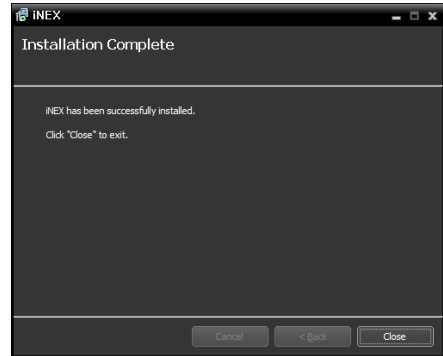 iNEX
Installation Complete
iNEX has been successfully installed.
Click "Close" to exit.
Cancel
< Back
Close